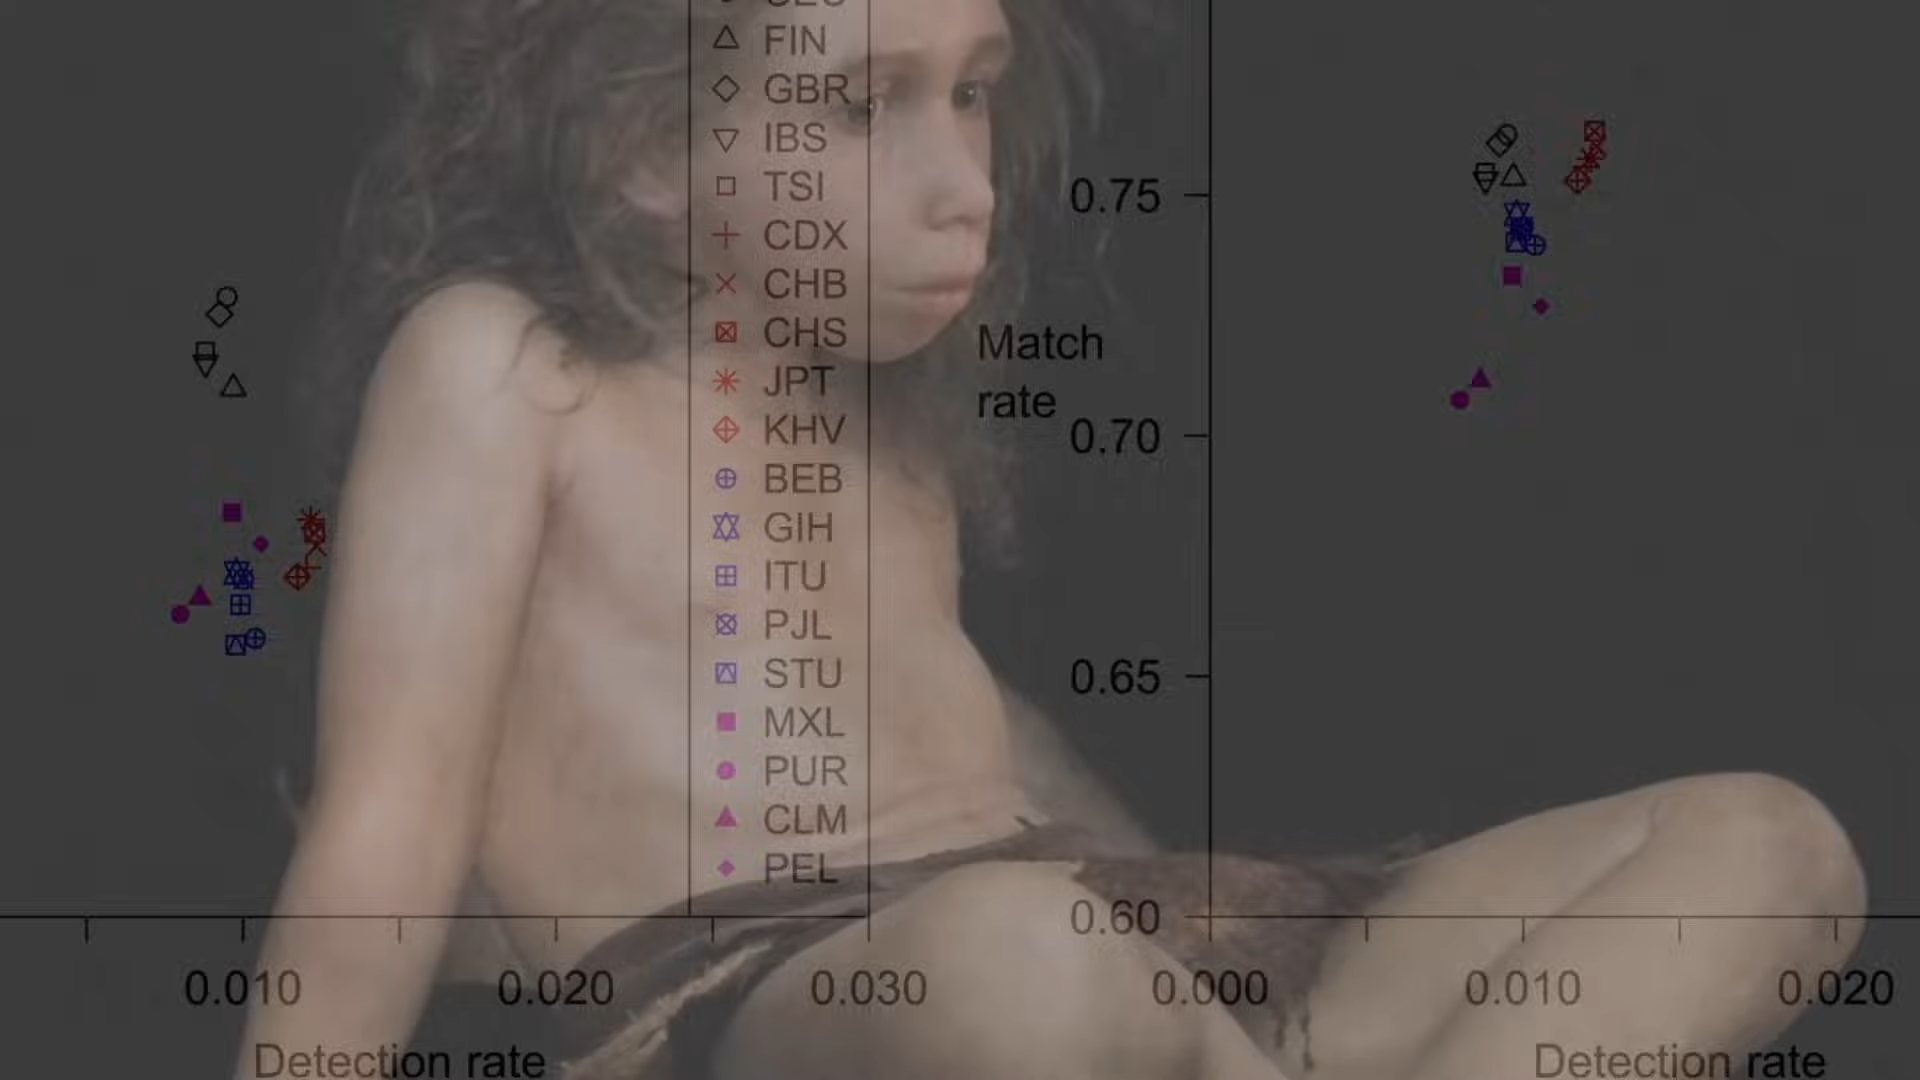 CEU
FIN
GBR
IBS
TSI
CDX
CHB
CHS
JPT
KHV
BEB
GIH
ITU
PJL
STU
MXL
PUR
CLM
PEL
0.010
0.020
0.030
Detection rate
Match
rate
0.75
0.70
0.65
0.60
0.000
0.010
0.020
Detection rate